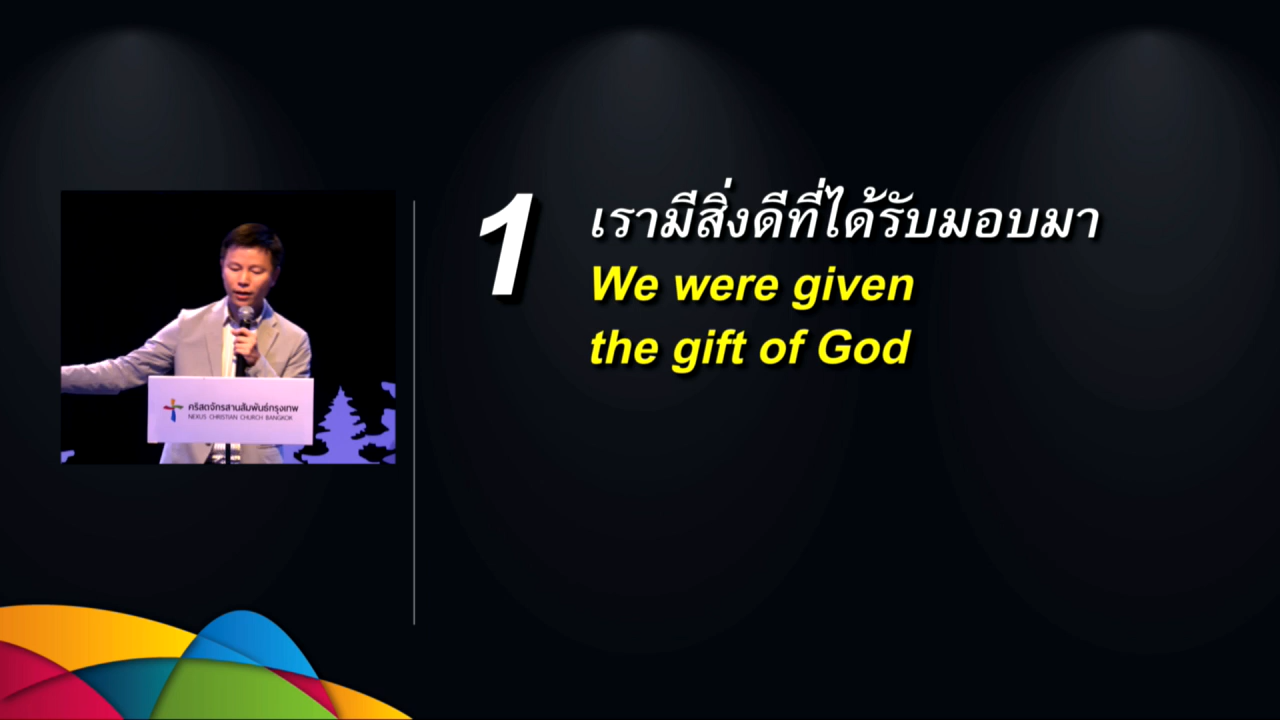 คริสตจักรสานสัมพันธ์กรุงเทพ
NEXUS CHRISTIAN CHURCH BANGKOK
1
เรามีสิ่งดีที่ได้รับมอบมา
We were given
the gift of God